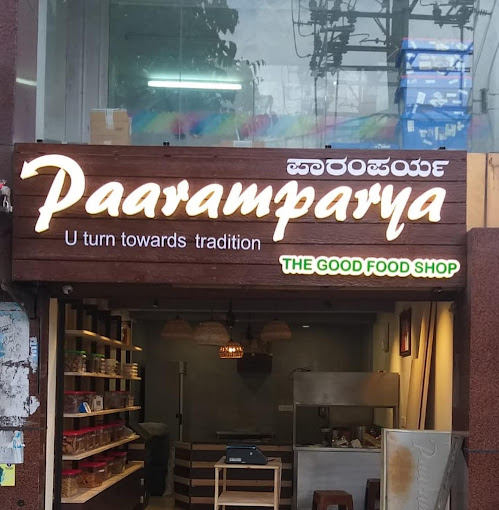 ಪಾರಂಪರ್ಯ
Paaramparya
U turn towards tradition
THE GOOD FOOD SHOP